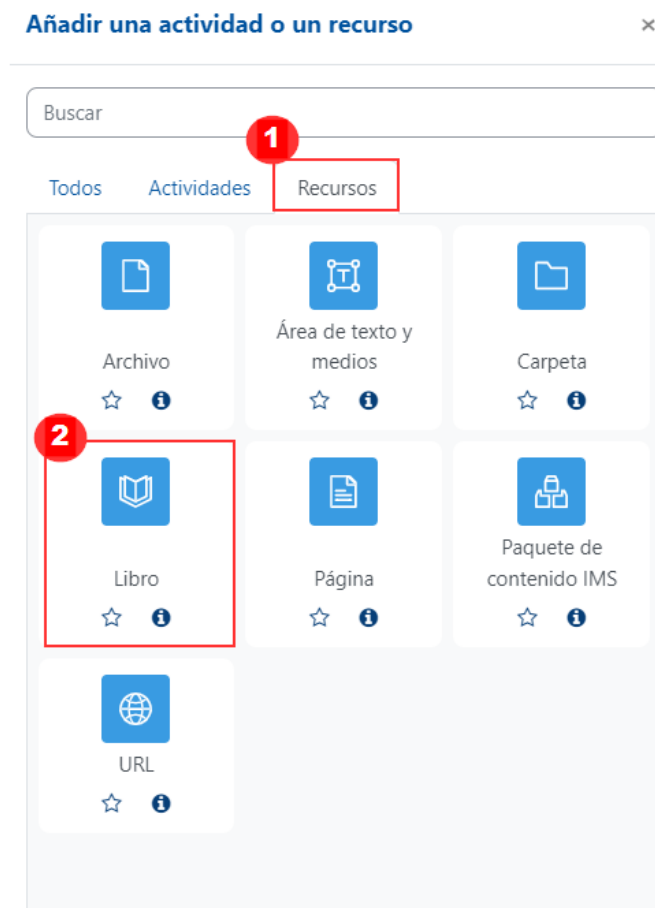 Añadir una actividad o un recurso ×
Buscar
1
Todos Actividades Recursos
Archivo
Área de texto y
medios
Carpeta
2
Libro
Página
Paquete de
contenido IMS
URL